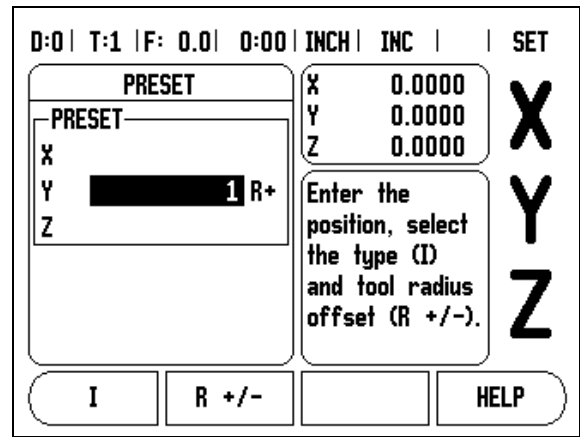 D:0 | T:1 | F: 0.0 | 0:00 | INCH | INC | | SET
PRESET
PRESET
X
Y 1 R+
Z
X 0.0000
Y 0.0000
Z 0.0000
Enter the
position, select
the type (I)
and tool radius
offset (R +/-).
X
Y
Z
I R +/- HELP